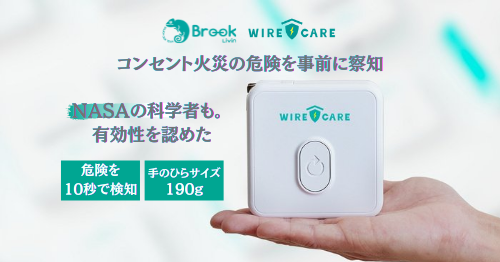 Brook
Livin
WIRE CARE
コンセント火災の危険を事前に察知
NASAの科学者も。
有効性を認めた
危険を
10秒で検知
手のひらサイズ
190g
WIRE CARE